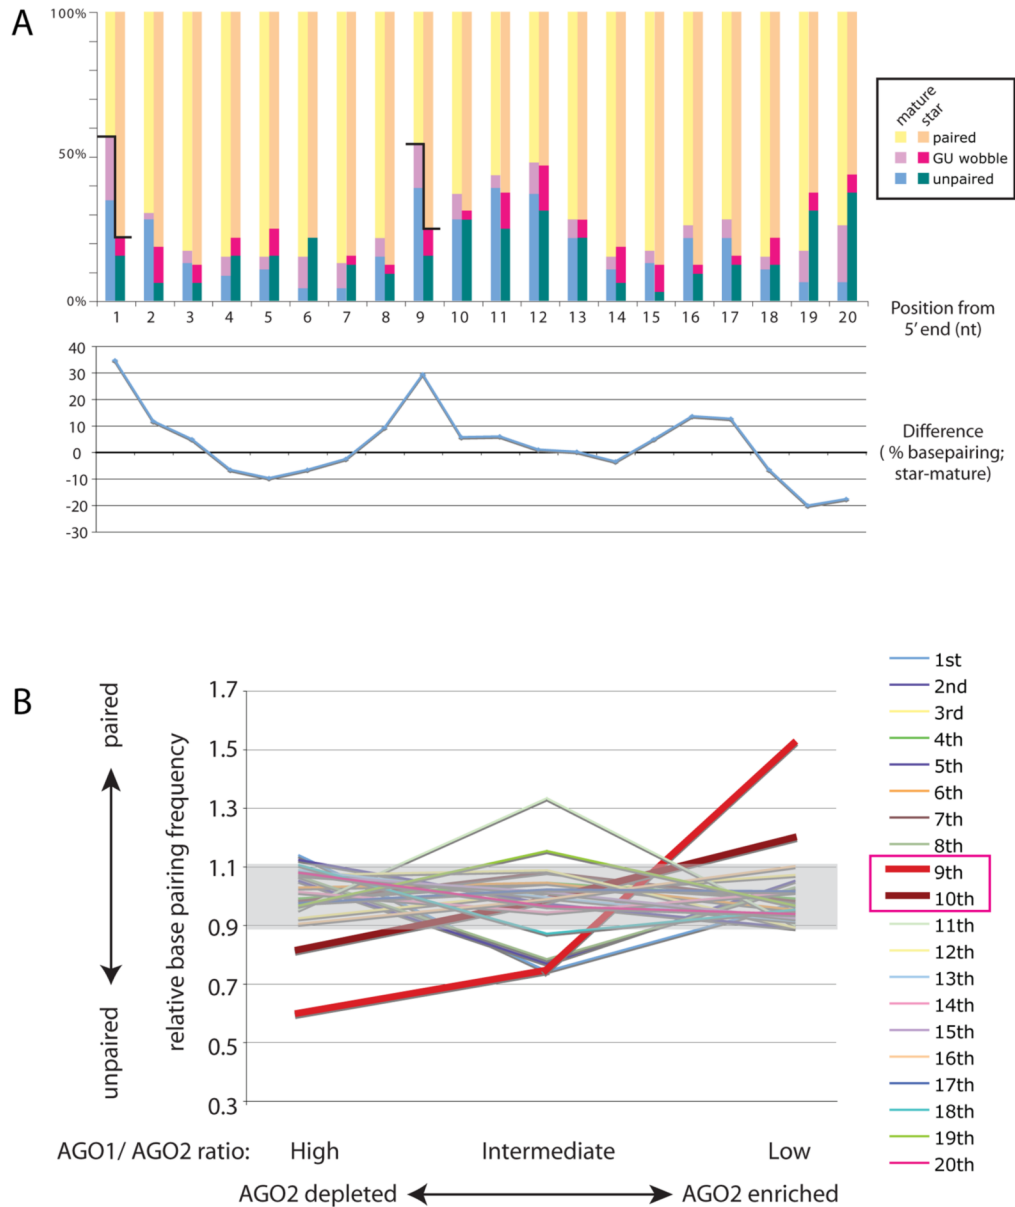 A
100%
50%
0%
mature
star
paired
GU wobble
unpaired
1 2 3 4 5 6 7 8 9 10 11 12 13 14 15 16 17 18 19 20
Position from
5' end (nt)
40
30
20
10
0
-10
-20
-30
Difference
( % basepairing;
star-mature)
B
paired
unpaired
relative base pairing frequency
1.7
1.5
1.3
1.1
0.9
0.7
0.5
0.3
1st
2nd
3rd
4th
5th
6th
7th
8th
9th
10th
11th
12th
13th
14th
15th
16th
17th
18th
19th
20th
AGO1/ AGO2 ratio: High Intermediate Low
AGO2 depleted AGO2 enriched